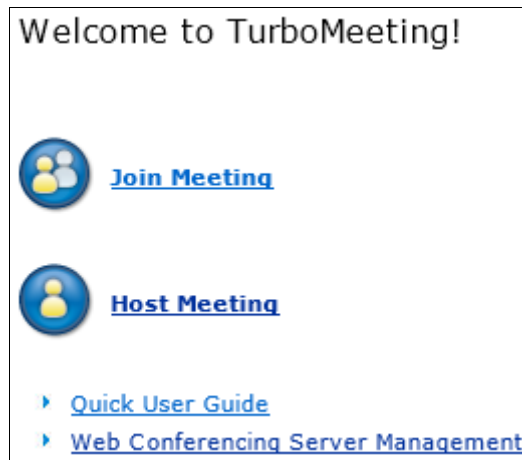 Welcome to TurboMeeting!
Join Meeting
Host Meeting
Quick User Guide
Web Conferencing Server Management